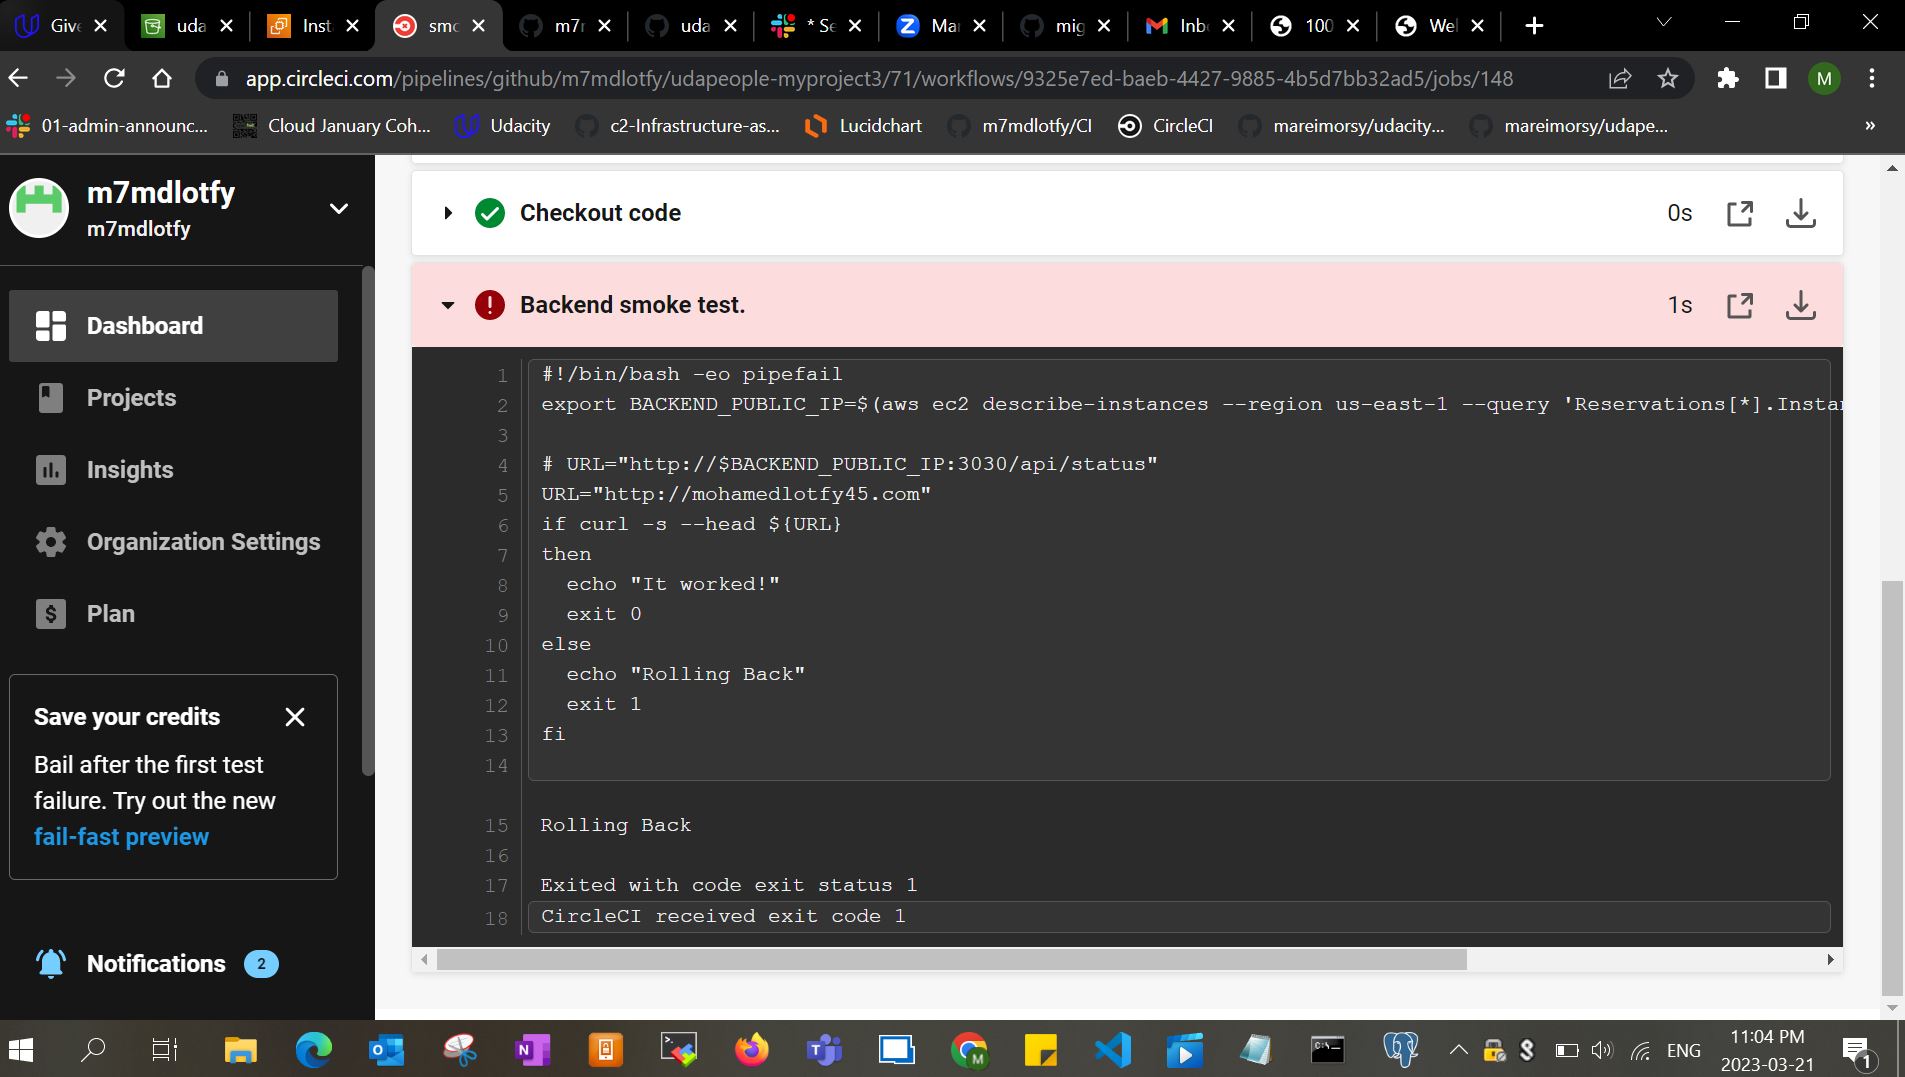 Give
uda
Inst
smo
m7m
uda
* Se
Mar
mig
Inb
100
Wel
app.circleci.com/pipelines/github/m7mdlotfy/udapeople-myproject3/71/workflows/9325e7ed-baeb-4427-9885-4b5d7bb32ad5/jobs/148
M
01-admin-announc...
Cloud January Coh...
Udacity
c2-Infrastructure-as...
Lucidchart
m7mdlotfy/CI
CircleCI
mareimorsy/udacity...
mareimorsy/udape...
»
m7mdlotfy
m7mdlotfy
Dashboard
Projects
Insights
Organization Settings
Plan
Save your credits
Bail after the first test
failure. Try out the new
fail-fast preview
Notifications 2
Checkout code 0s
Backend smoke test. 1s
1 #!/bin/bash -eo pipefail
2 export BACKEND_PUBLIC_IP=$(aws ec2 describe-instances --region us-east-1 --query 'Reservations[*].Instan
3
4 # URL="http://$BACKEND_PUBLIC_IP:3030/api/status"
5 URL="http://mohamedlotfy45.com"
6 if curl -s --head ${URL}
7 then
8 echo "It worked!"
9 exit 0
10 else
11 echo "Rolling Back"
12 exit 1
13 fi
14
15 Rolling Back
16
17 Exited with code exit status 1
18 CircleCI received exit code 1
ENG
11:04 PM
2023-03-21
1